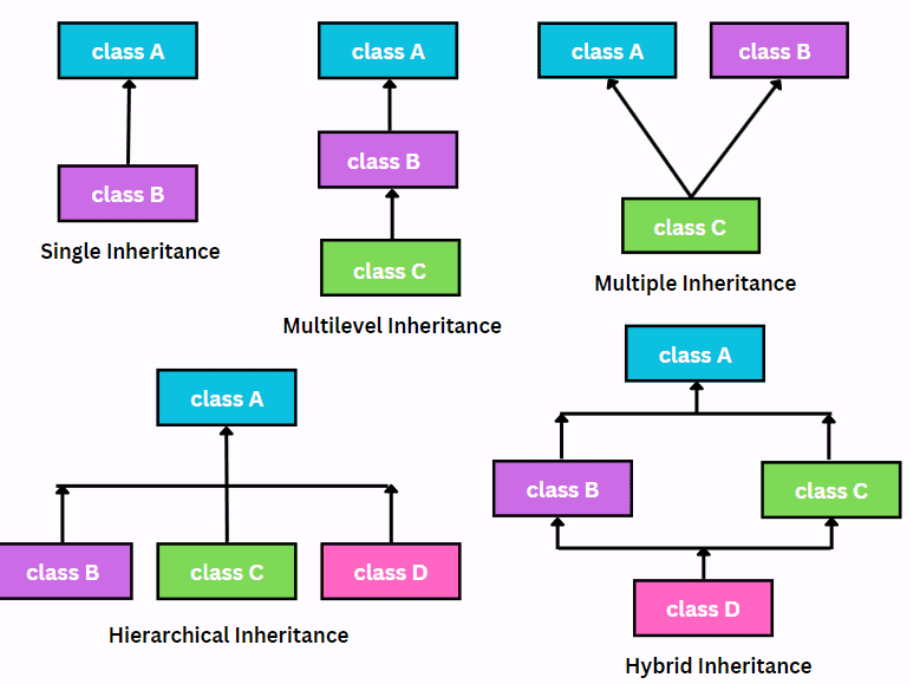 class A
class B
Single Inheritance
class A
class B
class C
Multilevel Inheritance
class A
class B
class C
Multiple Inheritance
class A
class B
class C
class D
Hierarchical Inheritance
class A
class B
class C
class D
Hybrid Inheritance